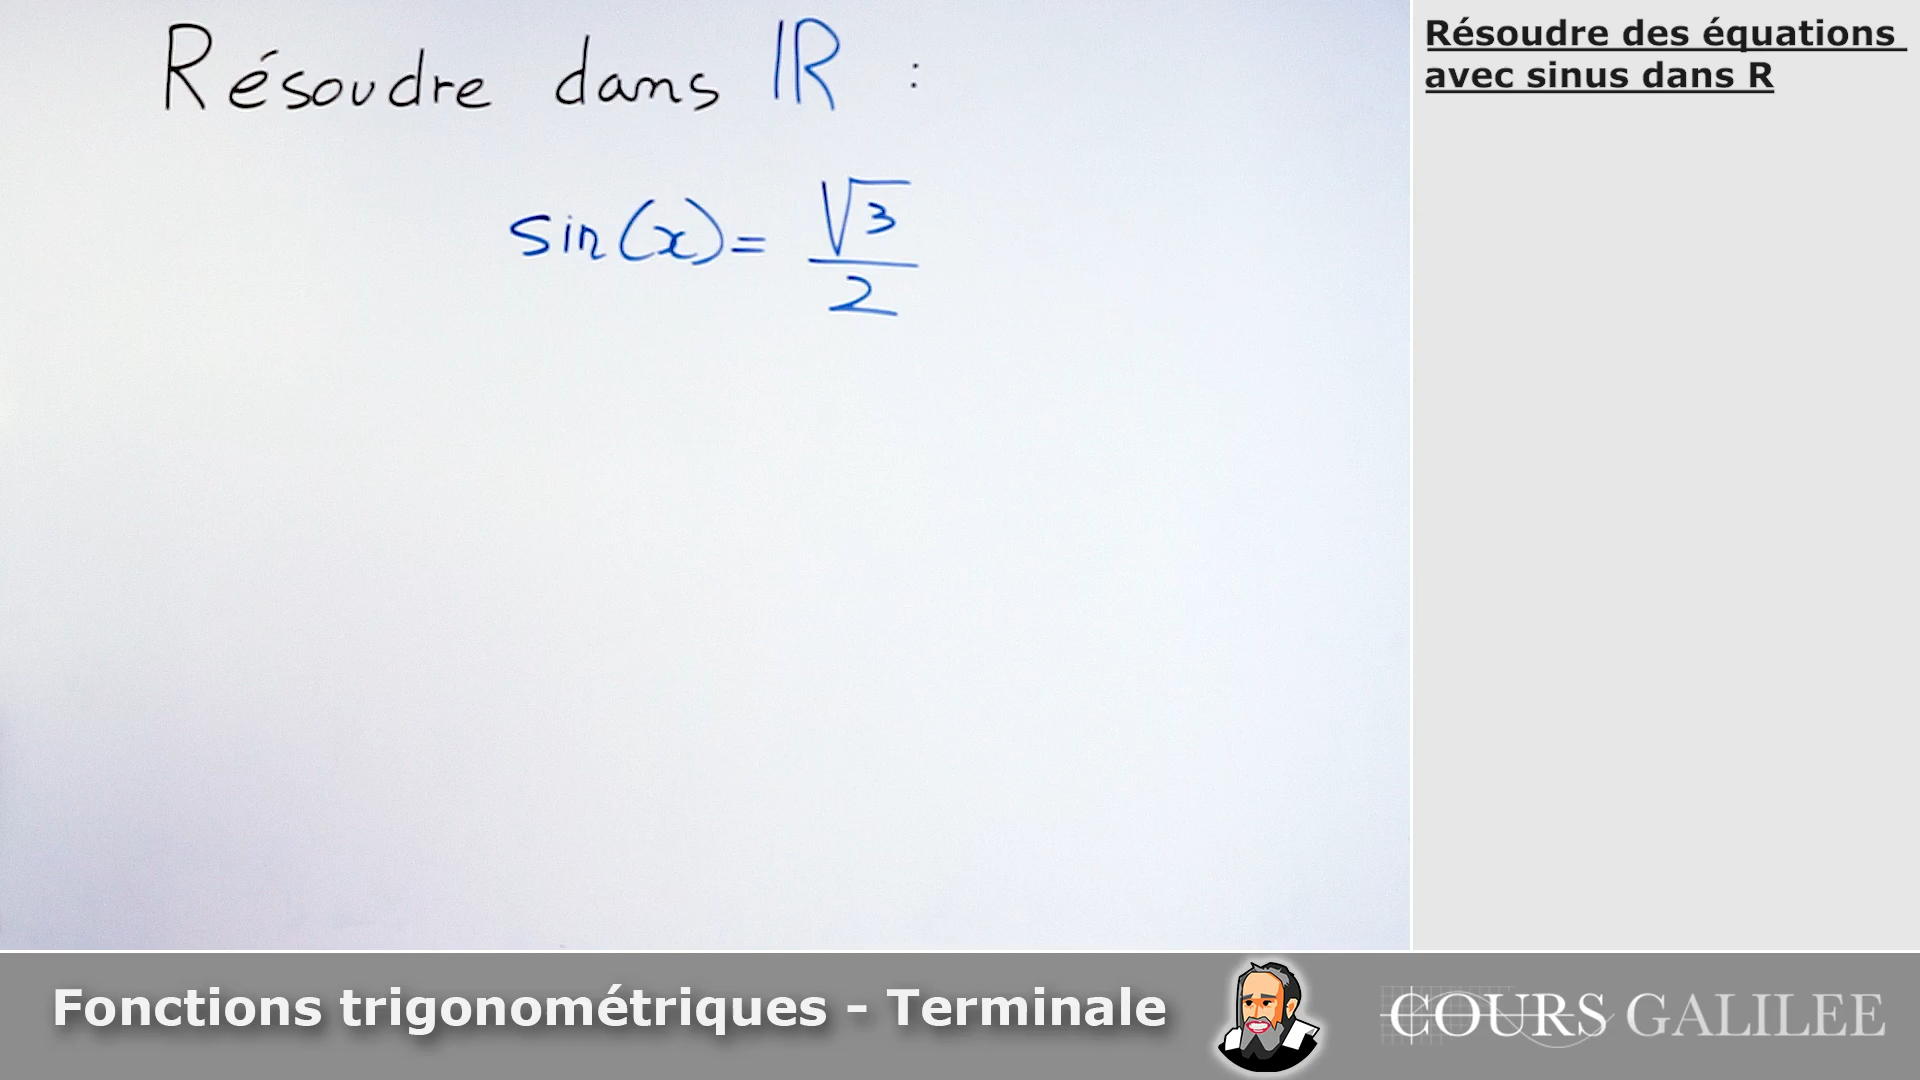 Résoudre dans ℝ :
sin(x) = √3/2
Résoudre des équations
avec sinus dans R
Fonctions trigonométriques - Terminale
COURS GALILEE